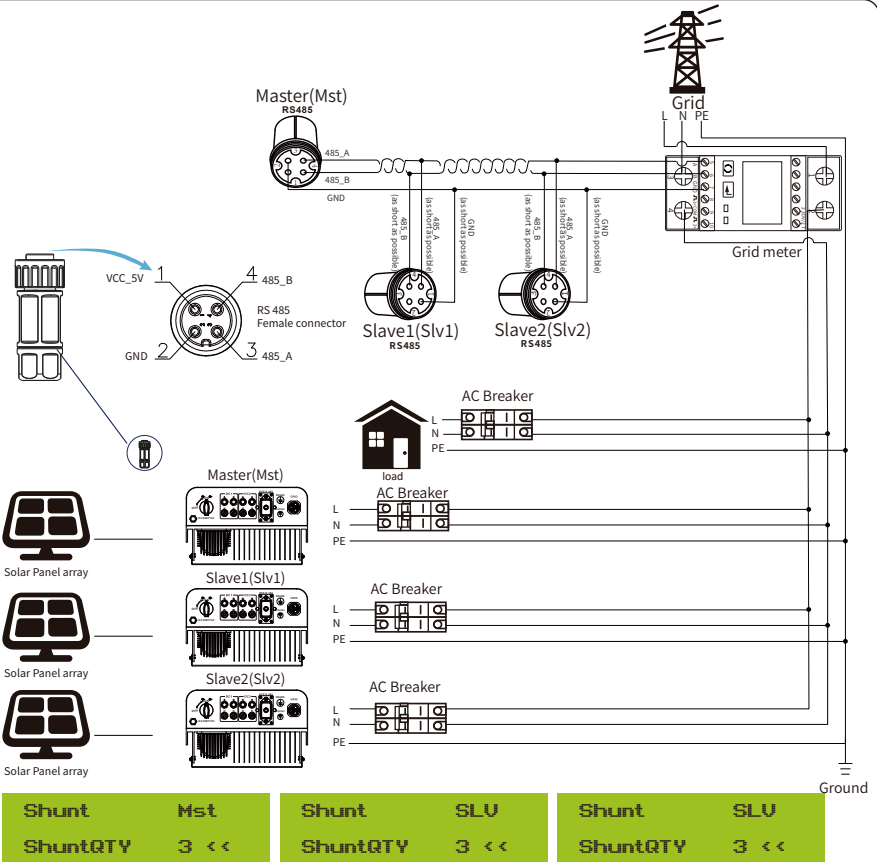 Grid
L N PE
Master(Mst)
RS485
485_A
485_B
GND
Grid meter
485_B
(as short as possible)
485_A
(as short as possible)
GND
(as short as possible)
485_B
(as short as possible)
485_A
(as short as possible)
GND
(as short as possible)
Slave1(Slv1)
RS485
Slave2(Slv2)
RS485
VCC_5V 1
4 485_B
GND 2
3 485_A
RS 485
Female connector
AC Breaker
L
N
PE
load
Master(Mst)
AC Breaker
L
N
PE
Solar Panel array
Slave1(Slv1)
AC Breaker
L
N
PE
Solar Panel array
Slave2(Slv2)
AC Breaker
L
N
PE
Solar Panel array
Ground
Shunt Mst
ShuntQTY 3 <<
Shunt SLV
ShuntQTY 3 <<
Shunt SLV
ShuntQTY 3 <<